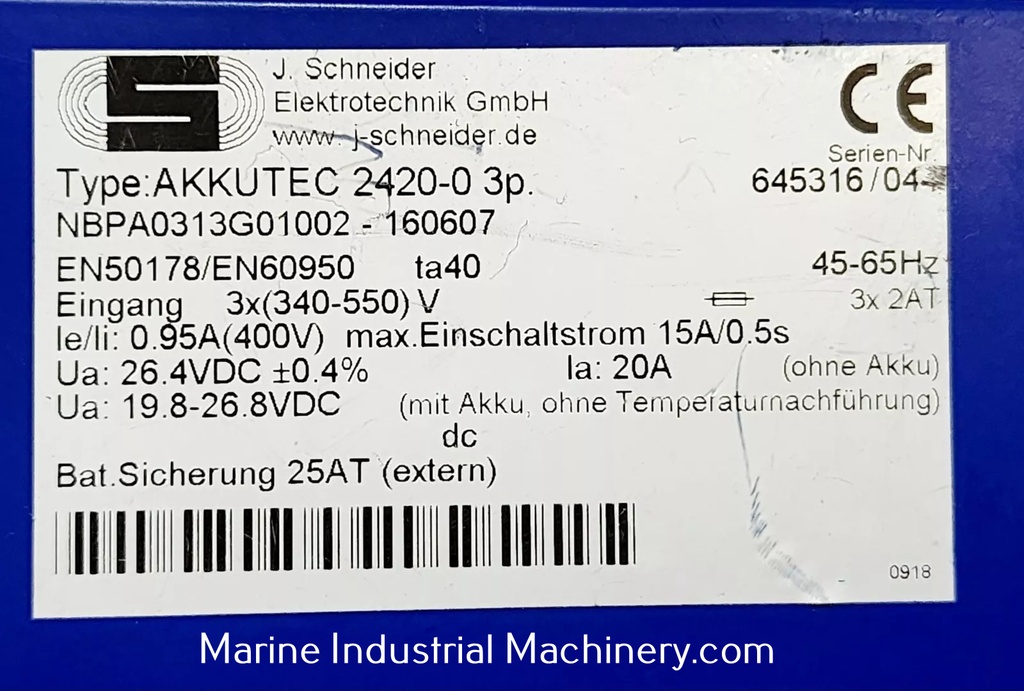 J. Schneider
Elektrotechnik GmbH
www.j-schneider.de
CE
Serien-Nr.
Type:AKKUTEC 2420-0 3p.
645316/04-
NBPA0313G01002 - 160607
EN50178/EN60950 ta40 45-65Hz
Eingang 3x(340-550)V 3x 2AT
Ie/Ii: 0.95A(400V) max.Einschaltstrom 15A/0.5s
Ua: 26.4VDC ±0.4% Ia: 20A (ohne Akku)
Ua: 19.8-26.8VDC (mit Akku, ohne Temperaturnachführung)
dc
Bat.Sicherung 25AT (extern)
0918
Marine Industrial Machinery.com